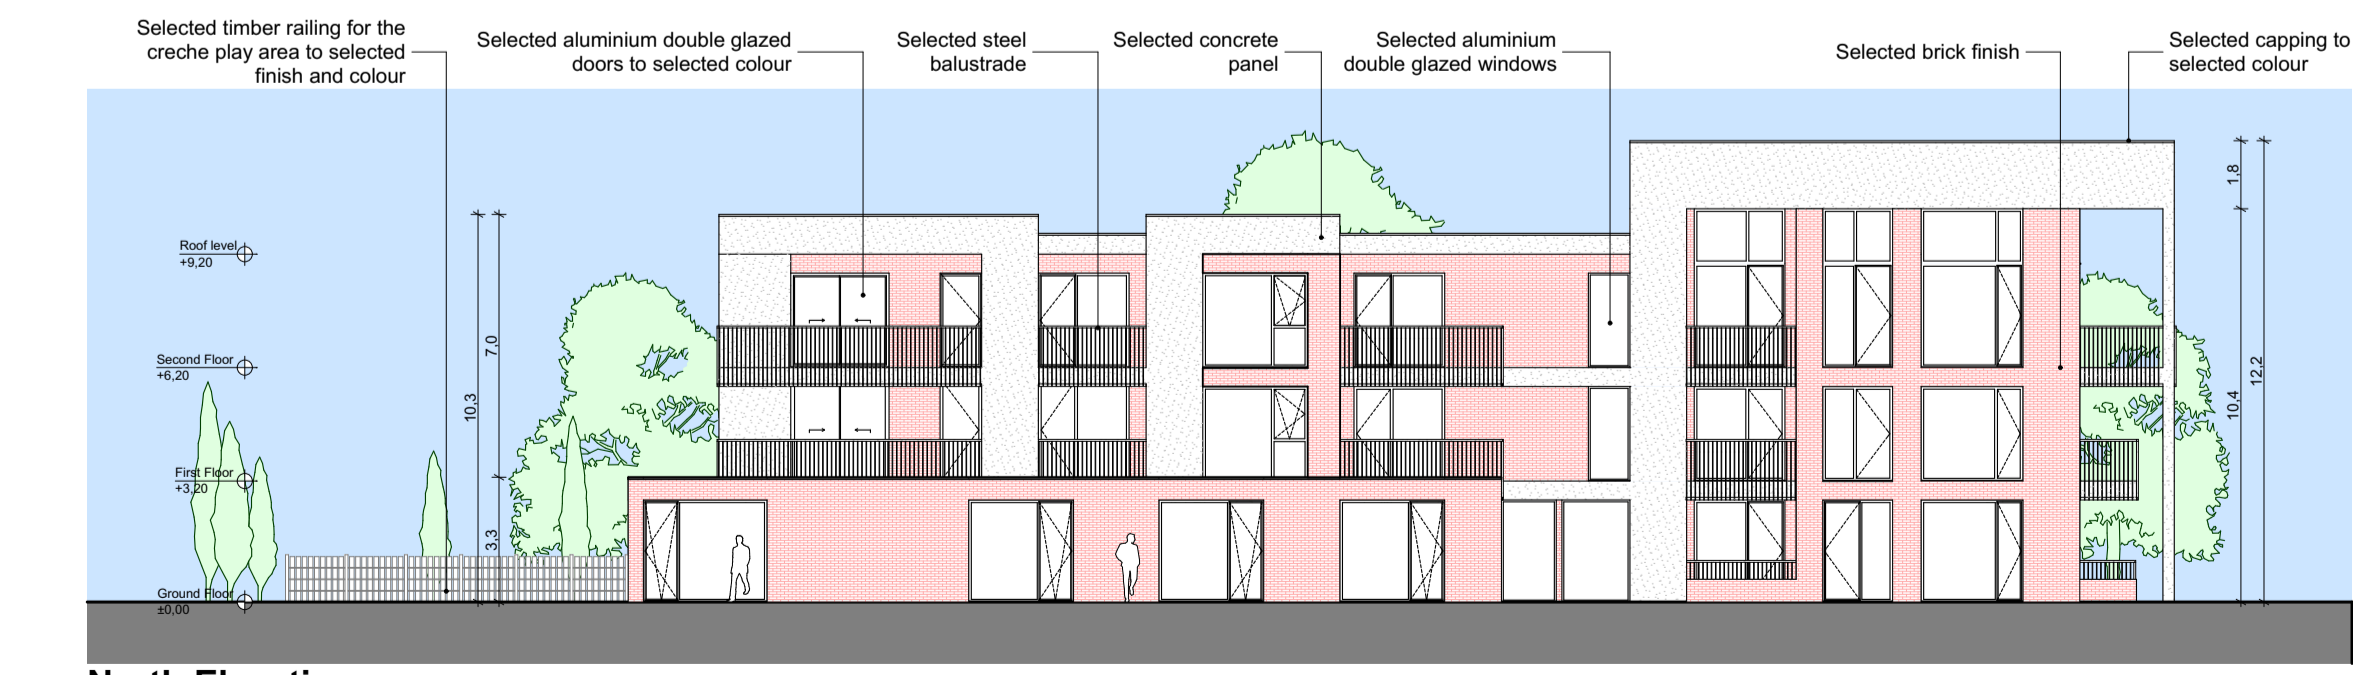 Selected timber railing for the
creche play area to selected
finish and colour
Selected aluminium double glazed
doors to selected colour
Selected steel
balustrade
Selected concrete
panel
Selected aluminium
double glazed windows
Selected brick finish
Selected capping to
selected colour
Roof level
+9,20
Second Floor
+6,20
First Floor
+3,20
Ground Floor
±0,00
10,3
7,0
3,3
1,8
10,4
12,2